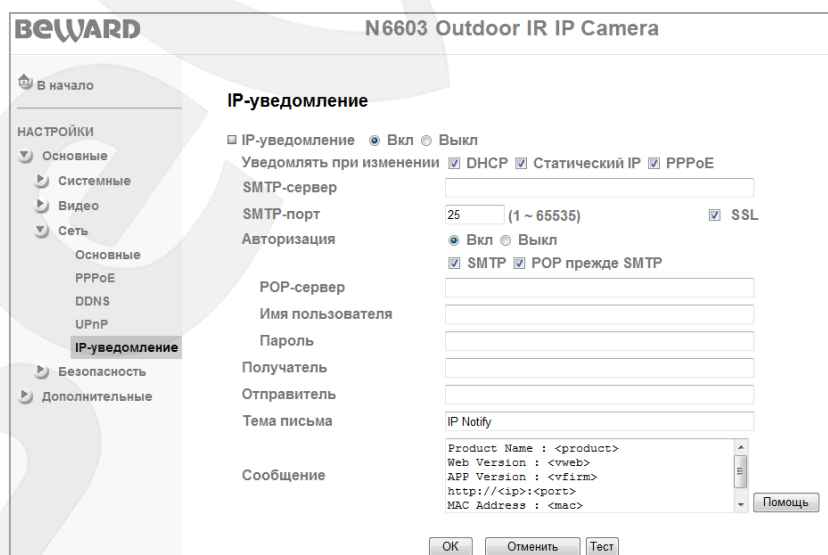 BEWARD
N6603 Outdoor IR IP Camera
В начало
НАСТРОЙКИ
Основные
Системные
Видео
Сеть
Основные
PPPoE
DDNS
UPnP
IP-уведомление
Безопасность
Дополнительные
IP-уведомление
IP-уведомление Вкл Выкл
Уведомлять при изменении DHCP Статический IP PPPoE
SMTP-сервер
SMTP-порт 25 (1 ~ 65535) SSL
Авторизация Вкл Выкл
SMTP POP прежде SMTP
POP-сервер
Имя пользователя
Пароль
Получатель
Отправитель
Тема письма IP Notify
Сообщение
Product Name : <product>
Web Version : <vweb>
APP Version : <vfirm>
http://<ip>:<port>
MAC Address : <mac>
Помощь
OK Отменить Тест